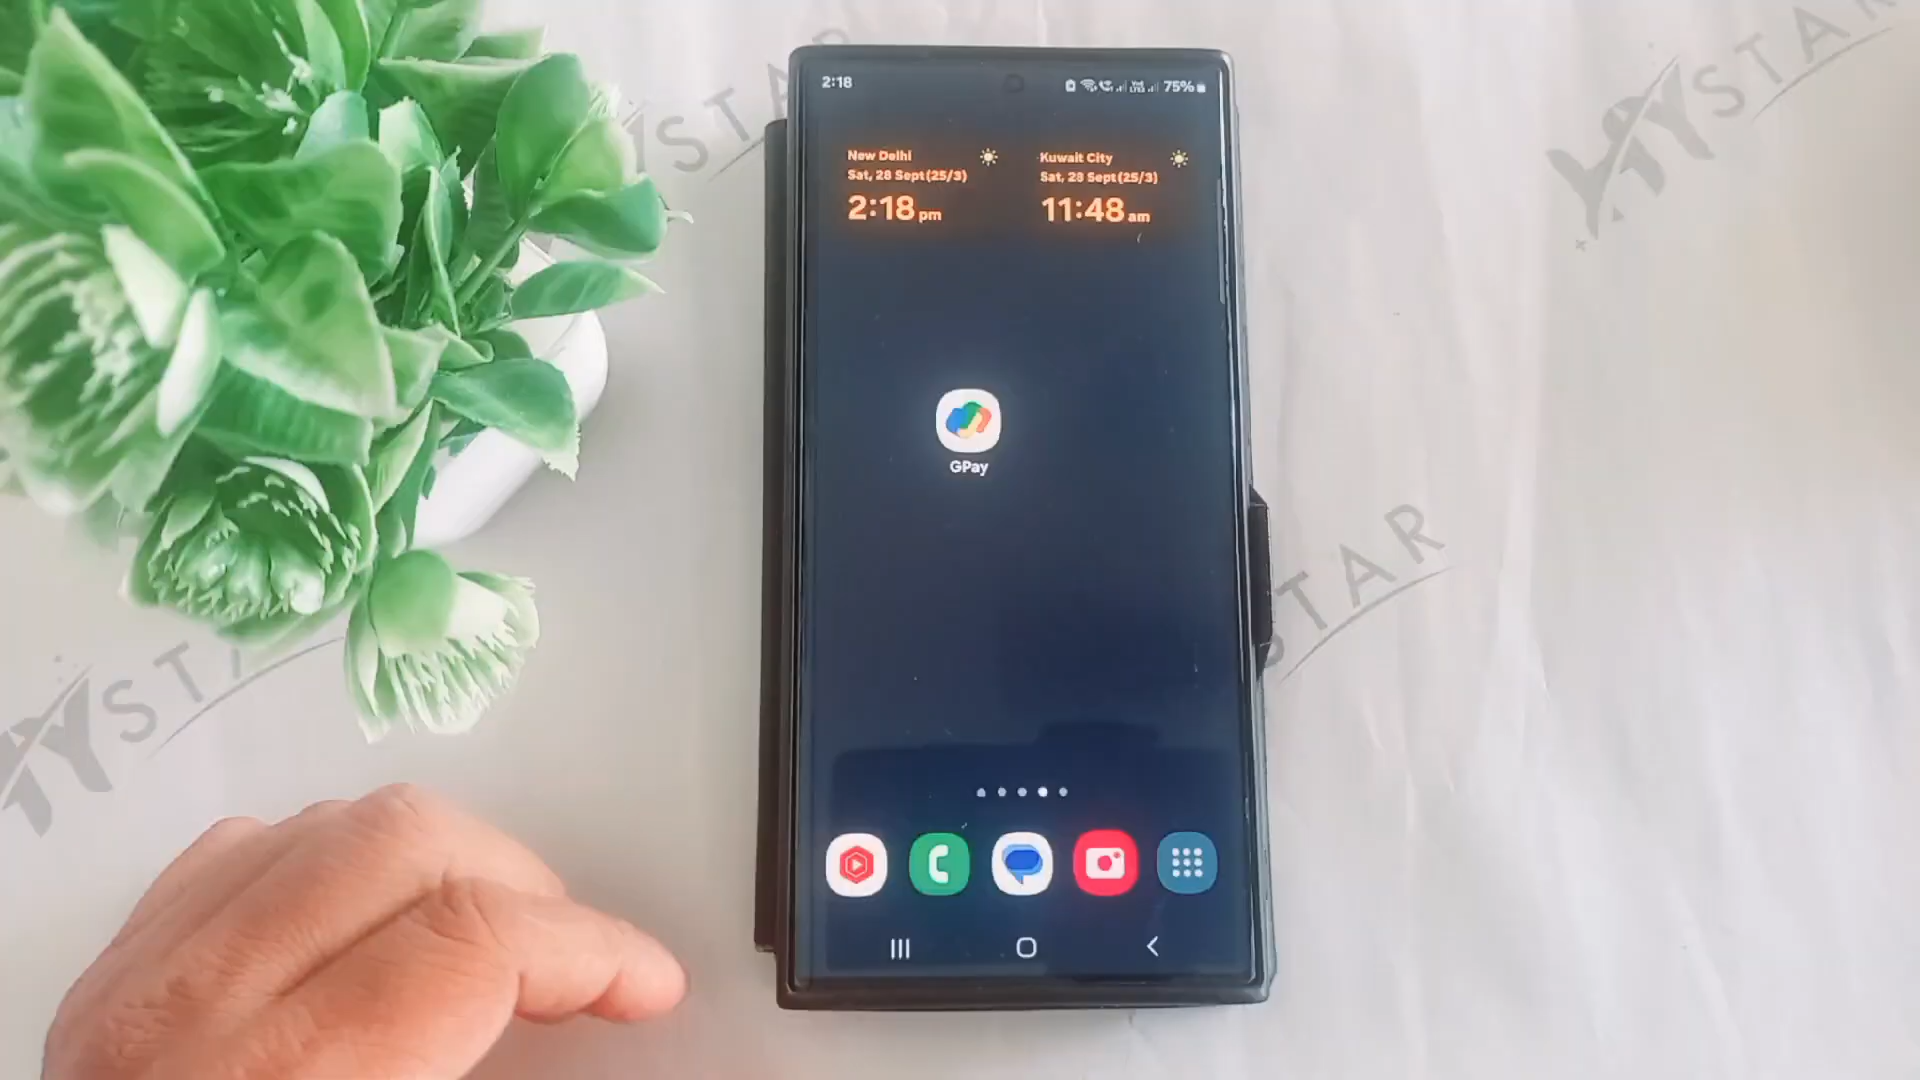 2:18
75%
New Delhi
Sat, 28 Sept(25/3)
2:18 pm
Kuwait City
Sat, 28 Sept(25/3)
11:48 am
GPay
STAR
STAR